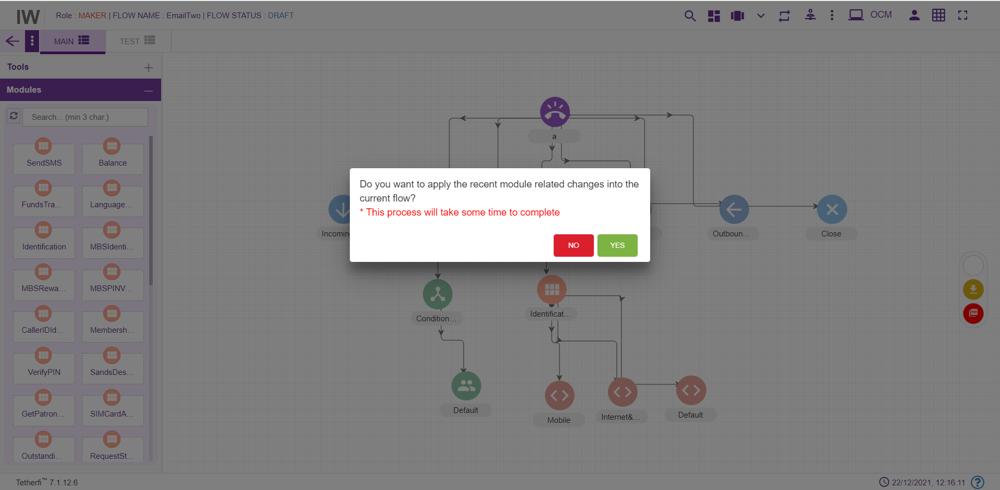 IW
Role : MAKER | FLOW NAME : EmailTwo | FLOW STATUS : DRAFT
OCM
MAIN
TEST
Tools
Modules
Search... (min 3 char.)
SendSMS
Balance
FundsTra...
Language...
Identification
MBSIdenti...
MBSRewa...
MBSPINV...
CallerIDId...
Membersh...
VerifyPIN
SandsDes...
GetPatron...
SIMCardA...
Outstandi...
RequestSt...
a
Do you want to apply the recent module related changes into the
current flow?
* This process will take some time to complete
NO
YES
Incoming
Outboun...
Close
Condition...
Identificat...
Default
Mobile
Internet&...
Default
PDF
Tetherfi™ 7.1.12.6
22/12/2021, 12:16:11
?